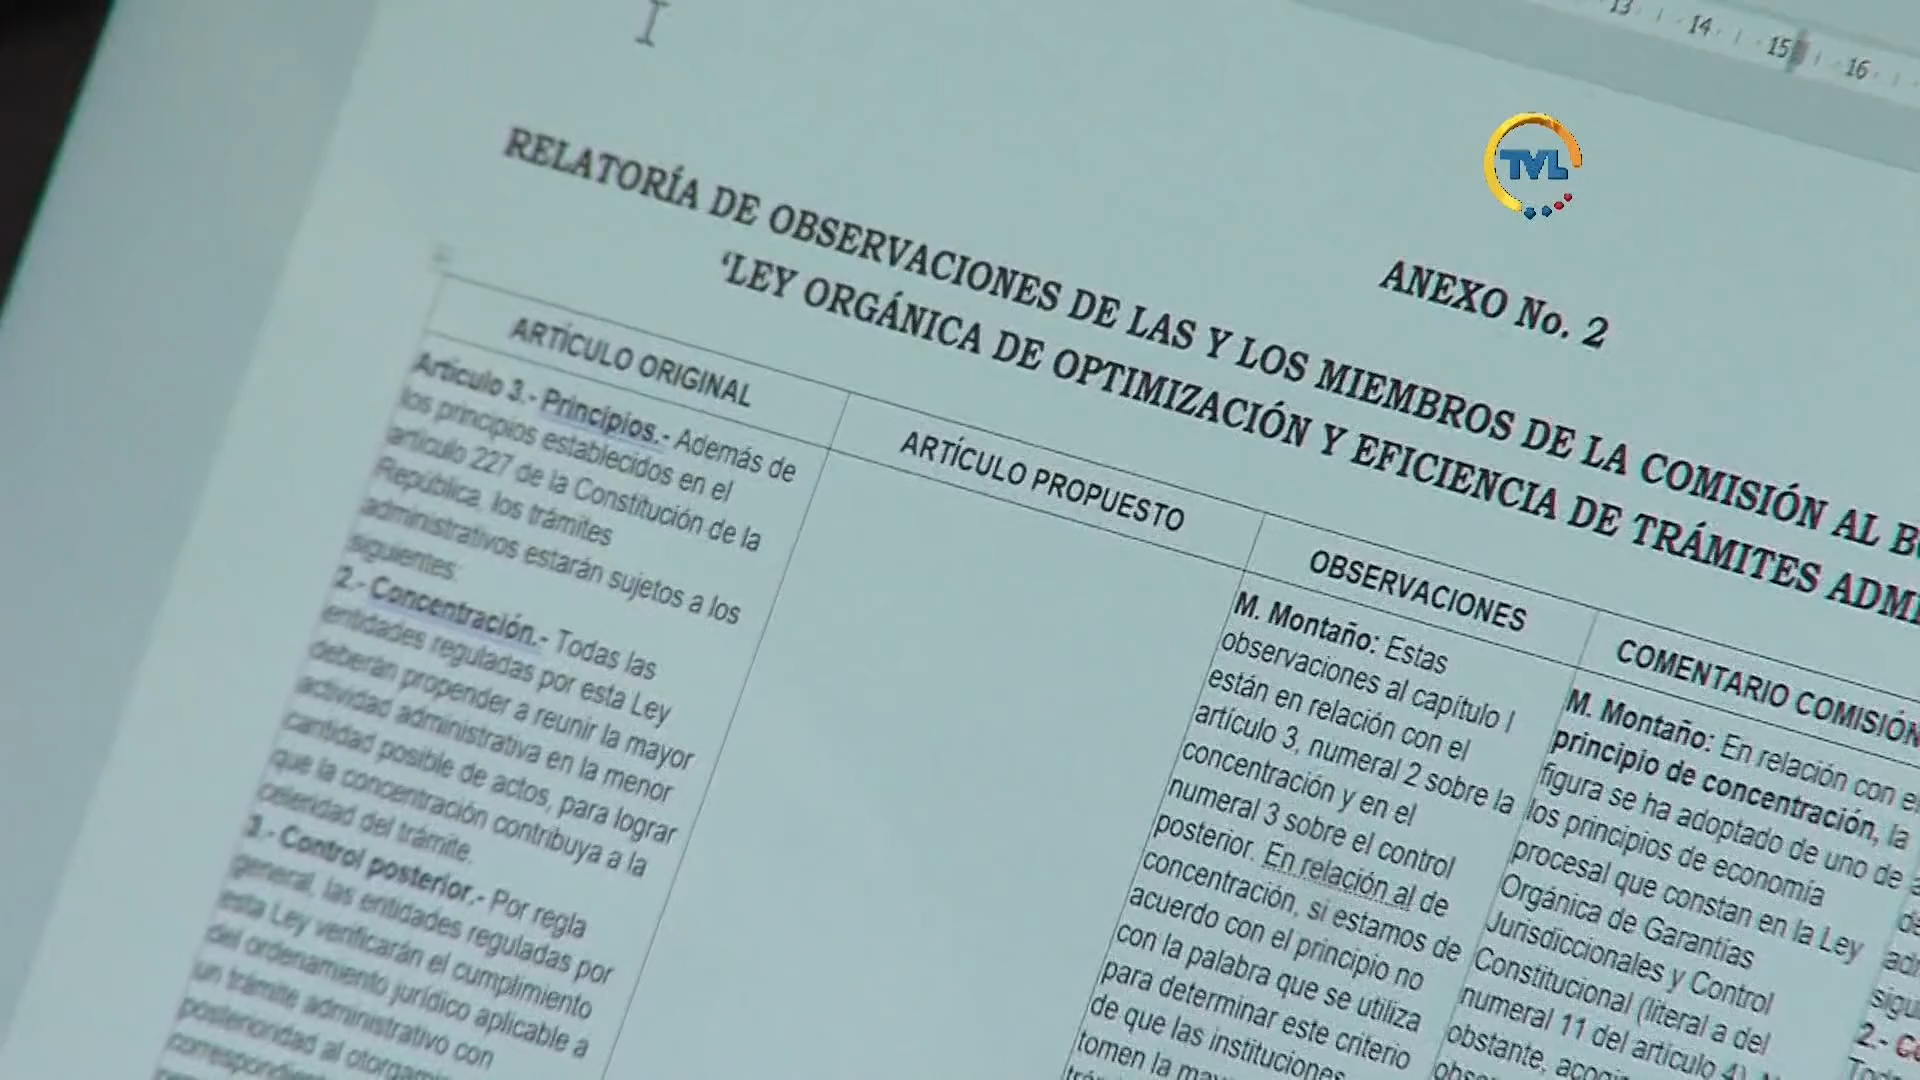 13 14 15 16
TVL
ANEXO No. 2
RELATORÍA DE OBSERVACIONES DE LAS Y LOS MIEMBROS DE LA COMISIÓN AL
‘LEY ORGÁNICA DE OPTIMIZACIÓN Y EFICIENCIA DE TRÁMITES
ARTÍCULO ORIGINAL
Artículo 3.- Principios.- Además de
los principios establecidos en el
artículo 227 de la Constitución de la
República, los trámites
administrativos estarán sujetos a los
siguientes:
2.- Concentración.- Todas las
entidades reguladas por esta Ley
deberán propender a reunir la mayor
actividad administrativa en la menor
cantidad posible de actos, para lograr
que la concentración contribuya a la
celeridad del trámite.
3.- Control posterior.- Por regla
general, las entidades reguladas por
esta Ley verificarán el cumplimiento
del ordenamiento jurídico aplicable a
un trámite administrativo con
posterioridad al
ARTÍCULO PROPUESTO
OBSERVACIONES
M. Montaño: Estas
observaciones al capítulo I
están en relación con el
artículo 3, numeral 2 sobre la
concentración y en el
numeral 3 sobre el control
posterior. En relación al de
concentración, si estamos de
acuerdo con el principio no
con la palabra que se utiliza
para determinar este criterio
de que las instituciones
tomen la
COMENTARIO COMISIÓN
M. Montaño: En relación con
principio de concentración, la
figura se ha adoptado de uno de
los principios de economía
procesal que constan en la Ley
Orgánica de Garantías
Jurisdiccionales y Control
Constitucional (literal a del
numeral 11 del artículo 4).
obstante,
2.-